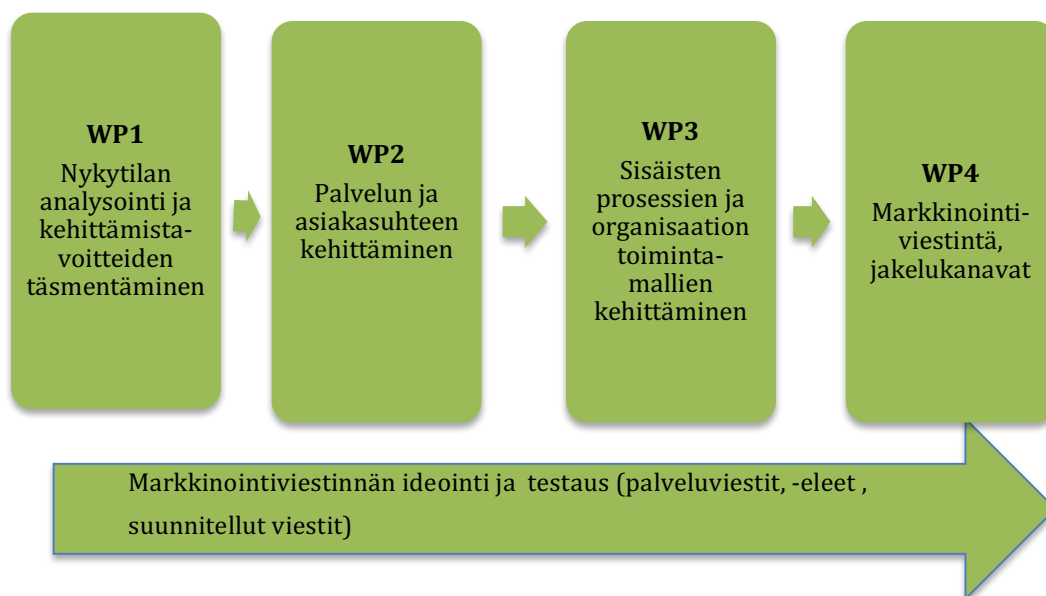 WP1
Nykytilan
analysointi ja
kehittämista-
voitteiden
täsmentäminen
WP2
Palvelun ja
asiakasuhteen
kehittäminen
WP3
Sisäisten
prosessien ja
organisaation
toiminta-
mallien
kehittäminen
WP4
Markkinointi-
viestintä,
jakelukanavat
Markkinointiviestinnän ideointi ja  testaus (palveluviestit, -eleet ,
suunnitellut viestit)